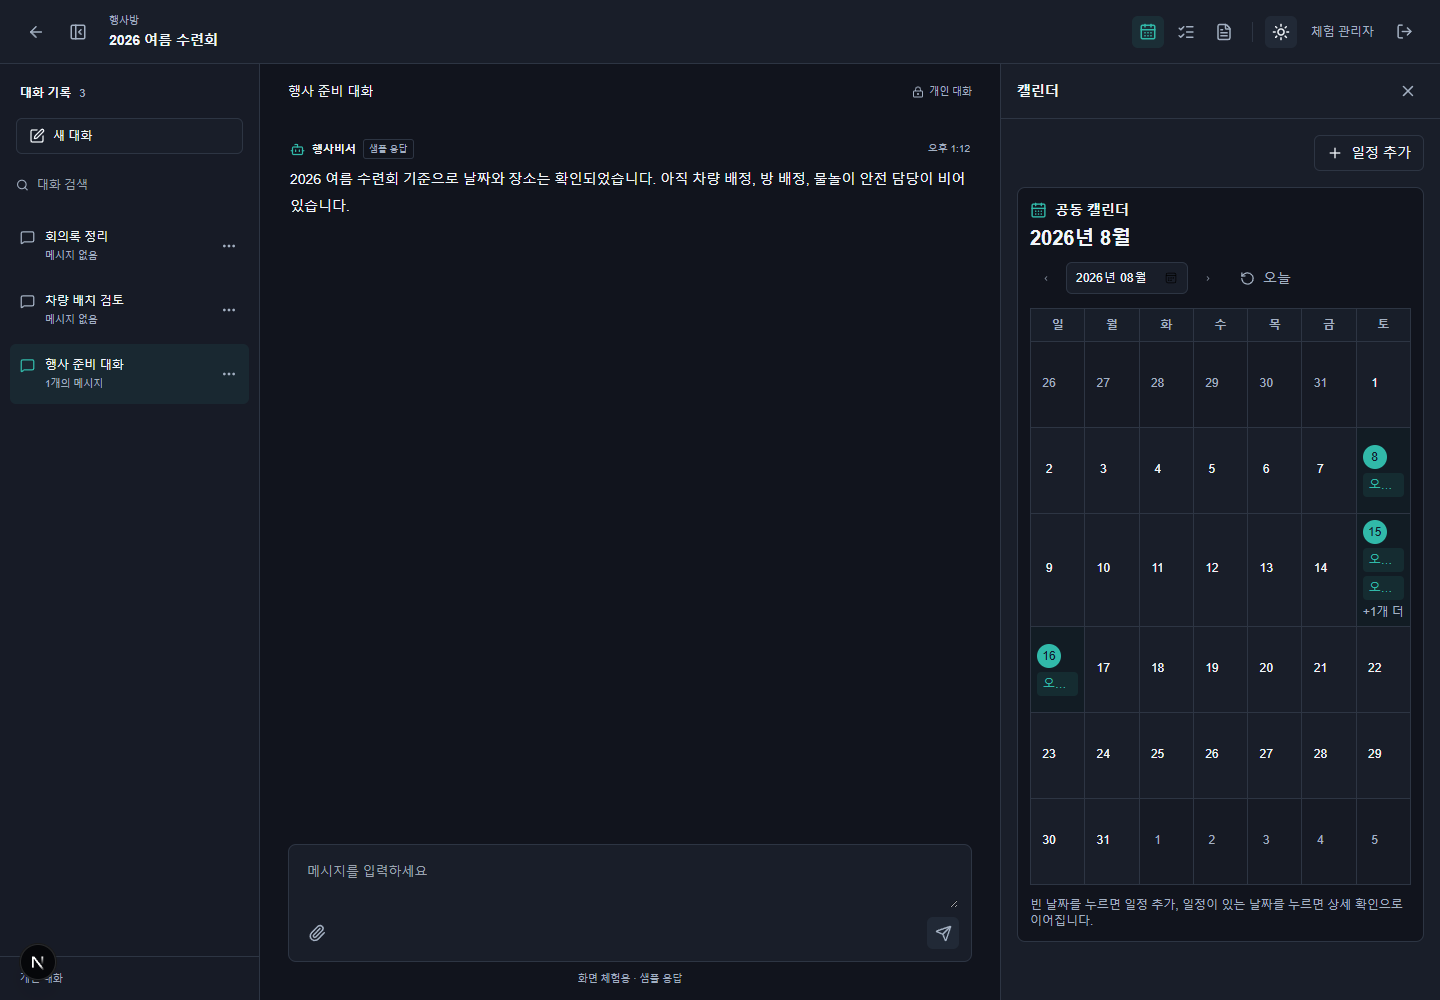 행사방
2026 여름 수련회
체험 관리자
대화 기록 3
새 대화
대화 검색
회의록 정리
메시지 없음
차량 배치 검토
메시지 없음
행사 준비 대화
1개의 메시지
N
개인 대화
행사 준비 대화
개인 대화
행사비서 샘플 응답 오후 1:12
2026 여름 수련회 기준으로 날짜와 장소는 확인되었습니다. 아직 차량 배정, 방 배정, 물놀이 안전 담당이 비어
있습니다.
메시지를 입력하세요
화면 체험용 · 샘플 응답
캘린더
일정 추가
공동 캘린더
2026년 8월
‹ 2026년 08월 › 오늘
일 월 화 수 목 금 토
26 27 28 29 30 31 1
2 3 4 5 6 7 8
오...
9 10 11 12 13 14 15
오...
오...
+1개 더
16 17 18 19 20 21 22
오...
23 24 25 26 27 28 29
30 31 1 2 3 4 5
빈 날짜를 누르면 일정 추가, 일정이 있는 날짜를 누르면 상세 확인으로
이어집니다.